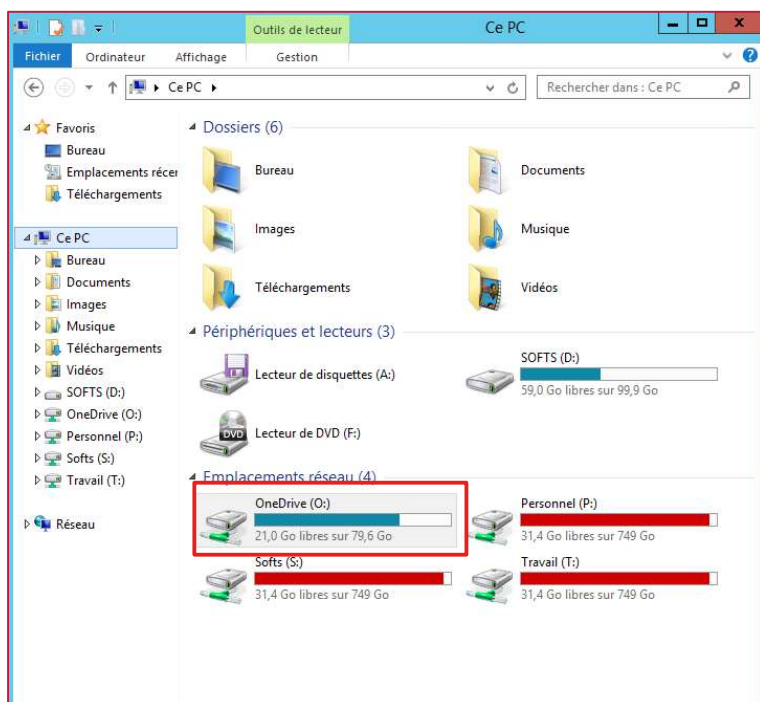 Outils de lecteur
Ce PC
Fichier
Ordinateur
Affichage
Gestion
Ce PC
Rechercher dans : Ce PC
Favoris
Bureau
Emplacements récer
Téléchargements
Ce PC
Bureau
Documents
Images
Musique
Téléchargements
Vidéos
SOFTS (D:)
OneDrive (O:)
Personnel (P:)
Softs (S:)
Travail (T:)
Réseau
Dossiers (6)
Bureau
Documents
Images
Musique
Téléchargements
Vidéos
Périphériques et lecteurs (3)
Lecteur de disquettes (A:)
SOFTS (D:)
59,0 Go libres sur 99,9 Go
DVD
Lecteur de DVD (F:)
Emplacements réseau (4)
OneDrive (O:)
21,0 Go libres sur 79,6 Go
Personnel (P:)
31,4 Go libres sur 749 Go
Softs (S:)
31,4 Go libres sur 749 Go
Travail (T:)
31,4 Go libres sur 749 Go